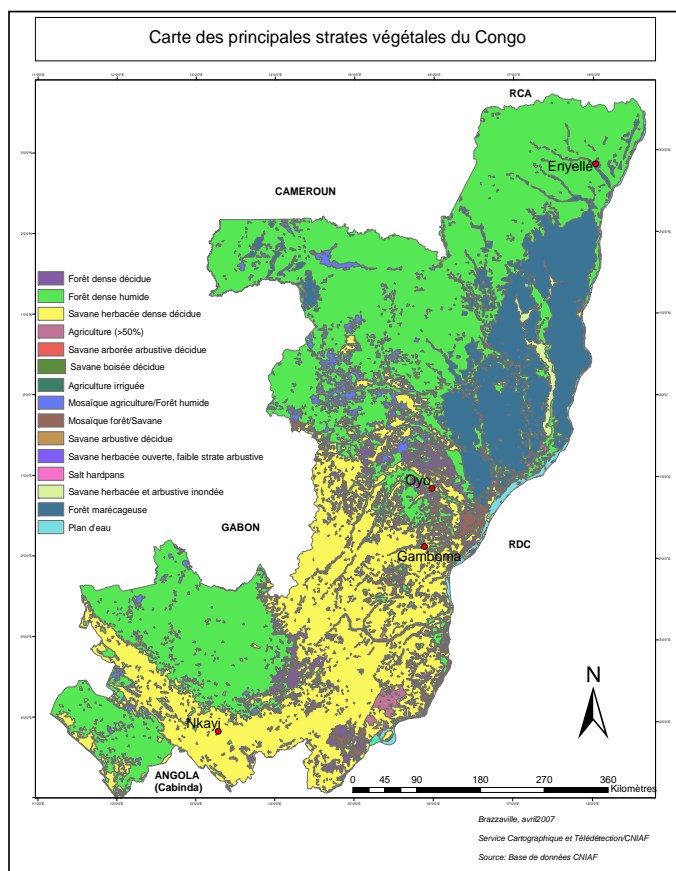 Carte des principales strates végétales du Congo
RCA
Enyelle
CAMEROUN
Forêt dense décidue
Forêt dense humide
Savane herbacée dense décidue
Agriculture (>50%)
Savane arborée arbustive décidue
Savane boisée décidue
Agriculture irriguée
Mosaïque agriculture/Forêt humide
Mosaïque forêt/Savane
Savane arbustive décidue
Savane herbacée ouverte, faible strate arbustive
Salt hardpans
Savane herbacée et arbustive inondée
Forêt marécageuse
Plan d'eau
Oyo
GABON
RDC
Gamboma
N
Nkayi
ANGOLA
(Cabinda)
0 45 90 180 270 360
Kilomètres
Brazzaville, avril2007
Service Cartographique et Télédétection/CNIAF
Source: Base de données CNIAF